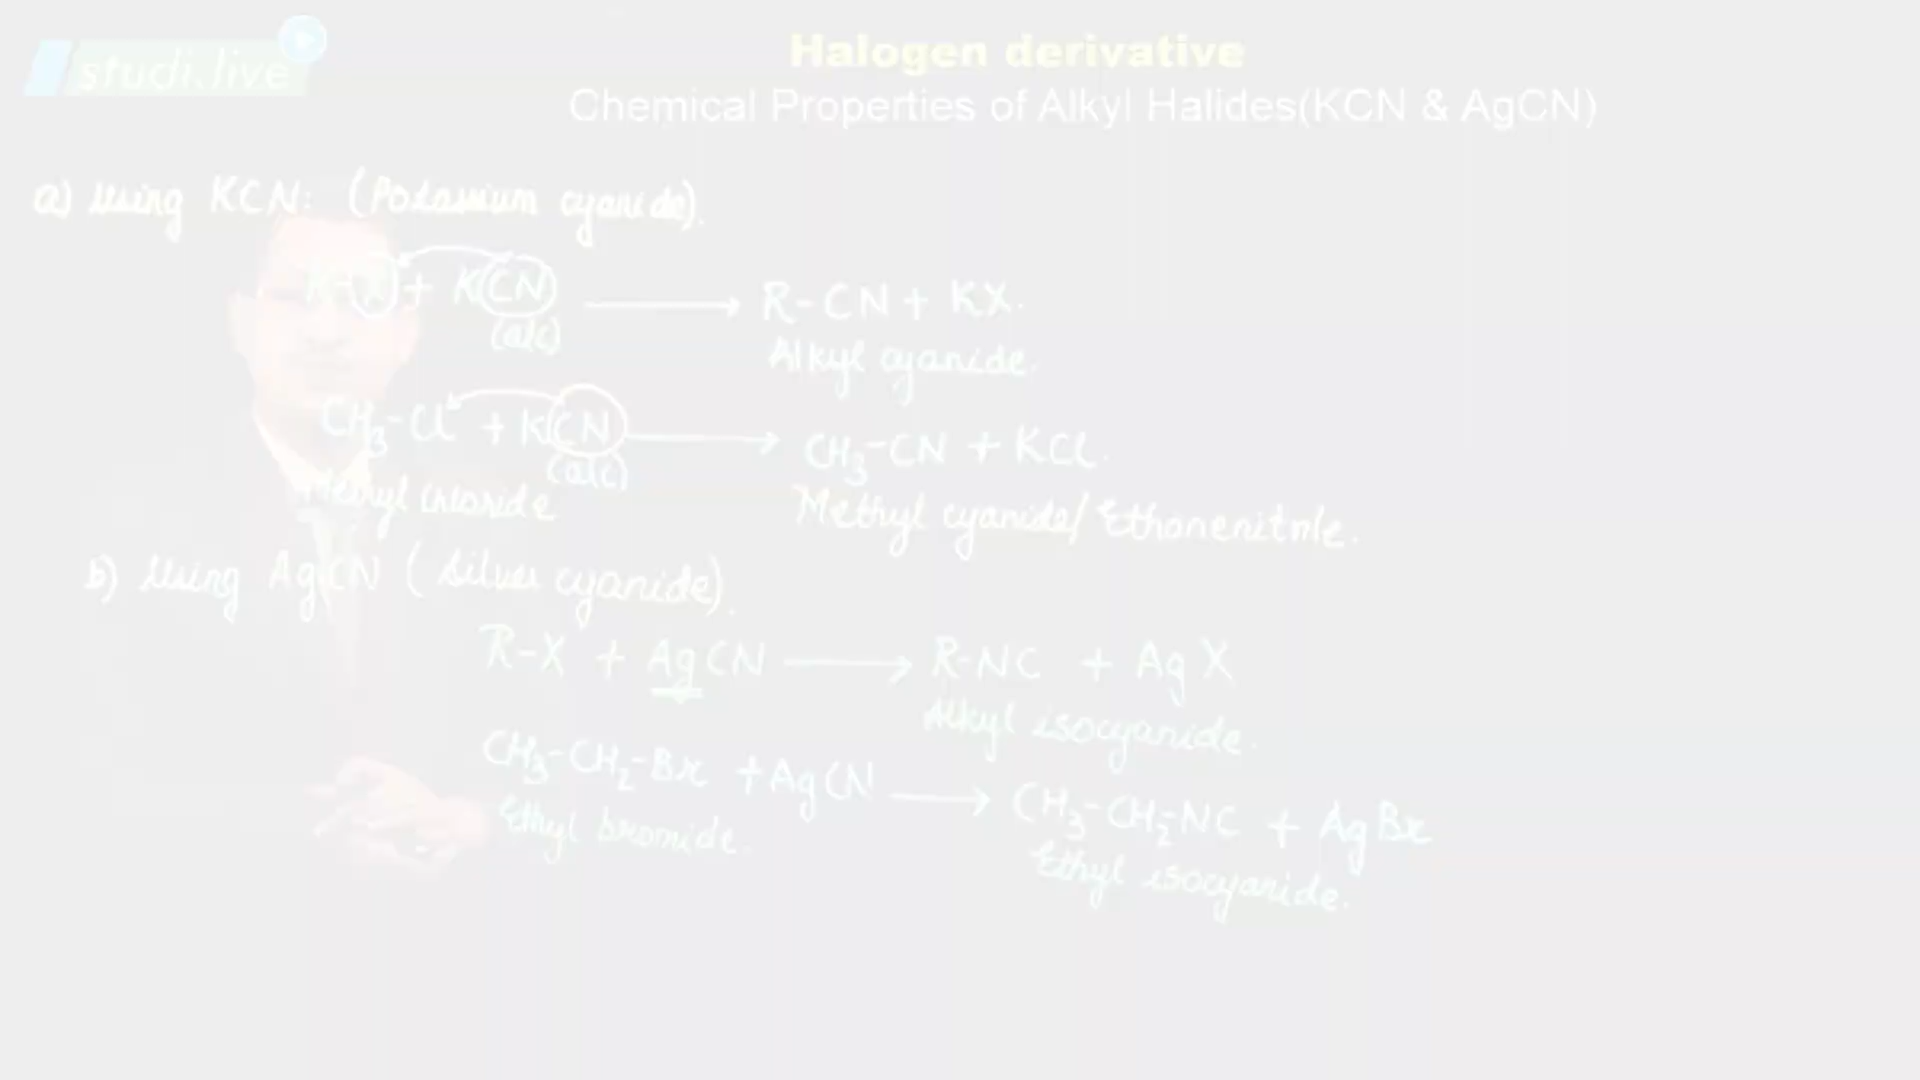 studi.live
Halogen derivative
Chemical Properties of Alkyl Halides(KCN & AgCN)
a) Using KCN: (Potassium cyanide).
R-X + KCN ⟶ R-CN + KX.
(alc)
Alkyl cyanide.
CH₃-Cl + KCN ⟶ CH₃-CN + KCl.
(alc)
Methyl chloride
Methyl cyanide/ Ethanenitrile.
b) Using AgCN (Silver cyanide).
R-X + AgCN ⟶ R-NC + AgX
Alkyl isocyanide.
CH₃-CH₂-Br + AgCN ⟶ CH₃-CH₂-NC + AgBr
Ethyl bromide.
Ethyl isocyanide.